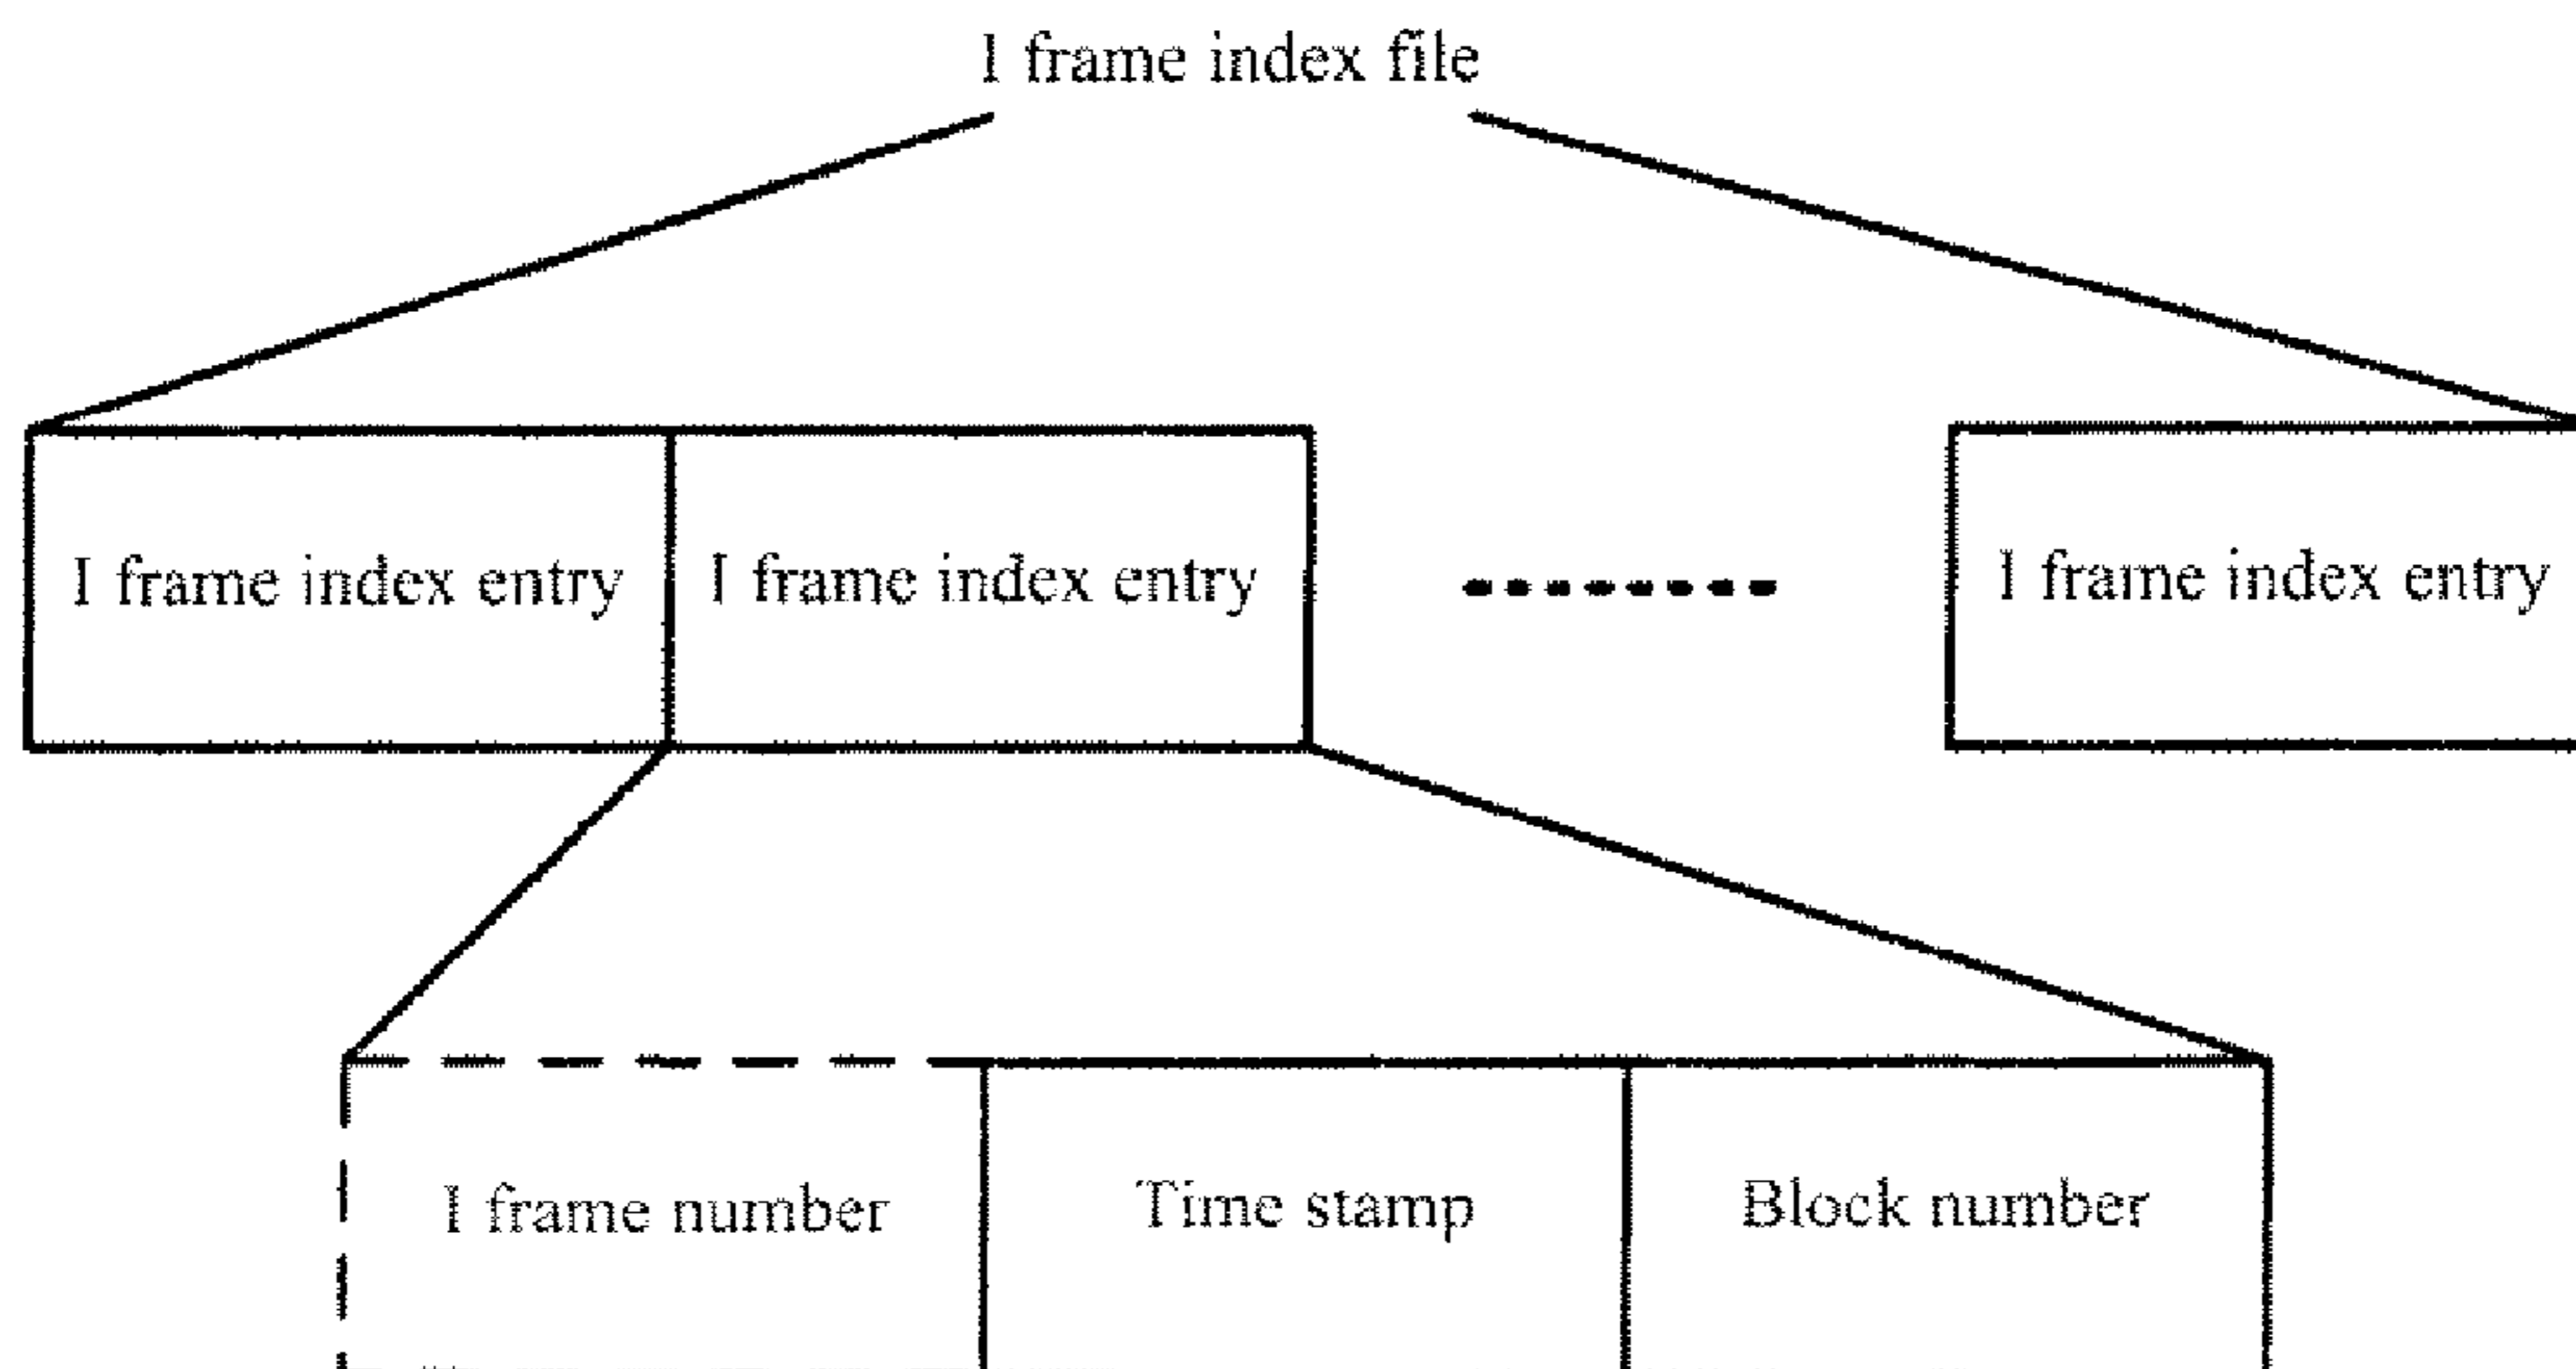 I frame index file
I frame index entry
I frame index entry
I frame index entry
I frame number
Time stamp
Block number